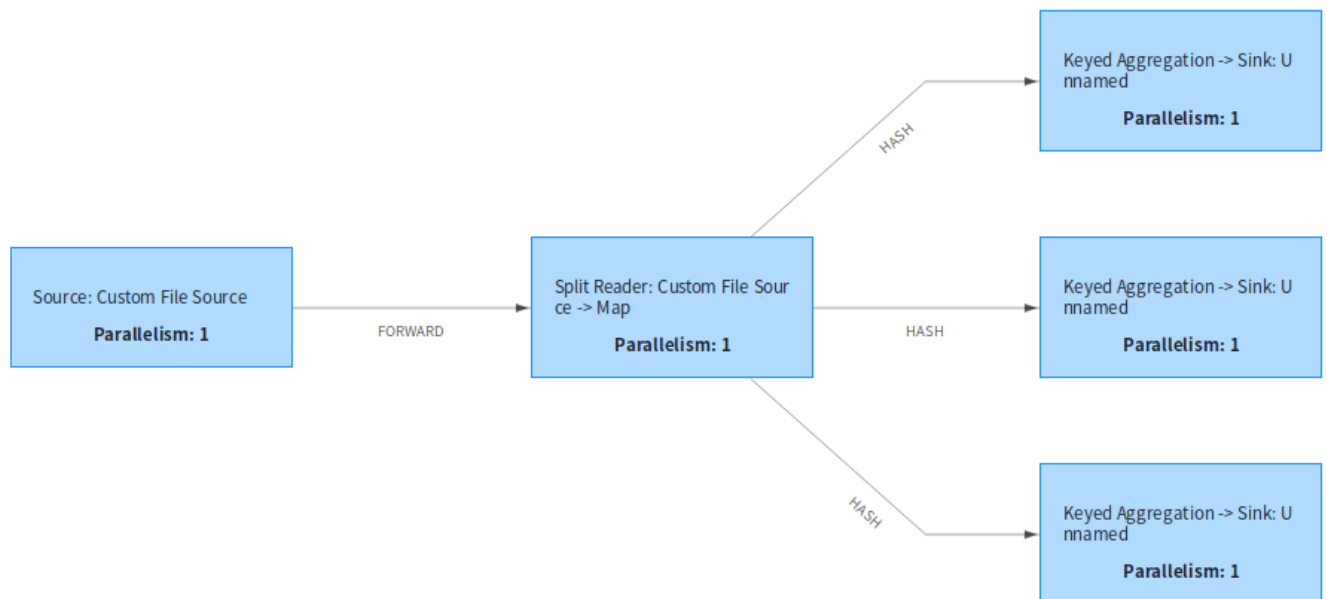 Keyed Aggregation -> Sink: U
nnamed
Parallelism: 1
HASH
Source: Custom File Source
Parallelism: 1
FORWARD
Split Reader: Custom File Sour
ce -> Map
Parallelism: 1
HASH
Keyed Aggregation -> Sink: U
nnamed
Parallelism: 1
HASH
Keyed Aggregation -> Sink: U
nnamed
Parallelism: 1